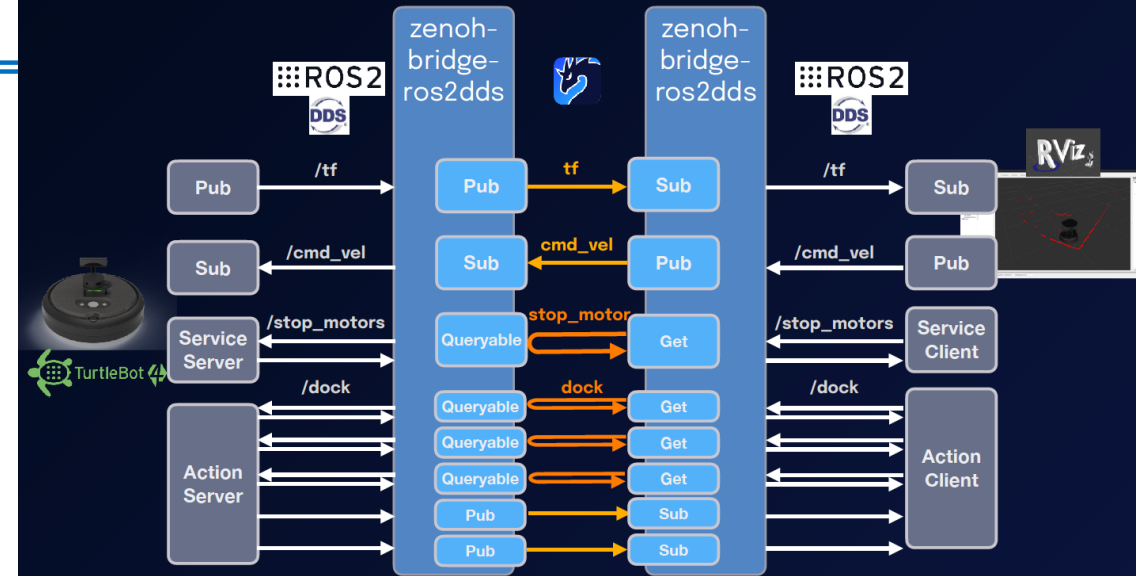 zenoh-
bridge-
ros2dds
zenoh-
bridge-
ros2dds
ROS2
DDS
ROS2
DDS
RViz
Pub
/tf
Pub
tf
Sub
/tf
Sub
Sub
/cmd_vel
Sub
cmd_vel
Pub
/cmd_vel
Pub
TurtleBot 4
Service
Server
/stop_motors
Queryable
stop_motor
Get
/stop_motors
Service
Client
Action
Server
/dock
Queryable
dock
Get
/dock
Queryable
Get
Queryable
Get
Pub
Sub
Pub
Sub
Action
Client